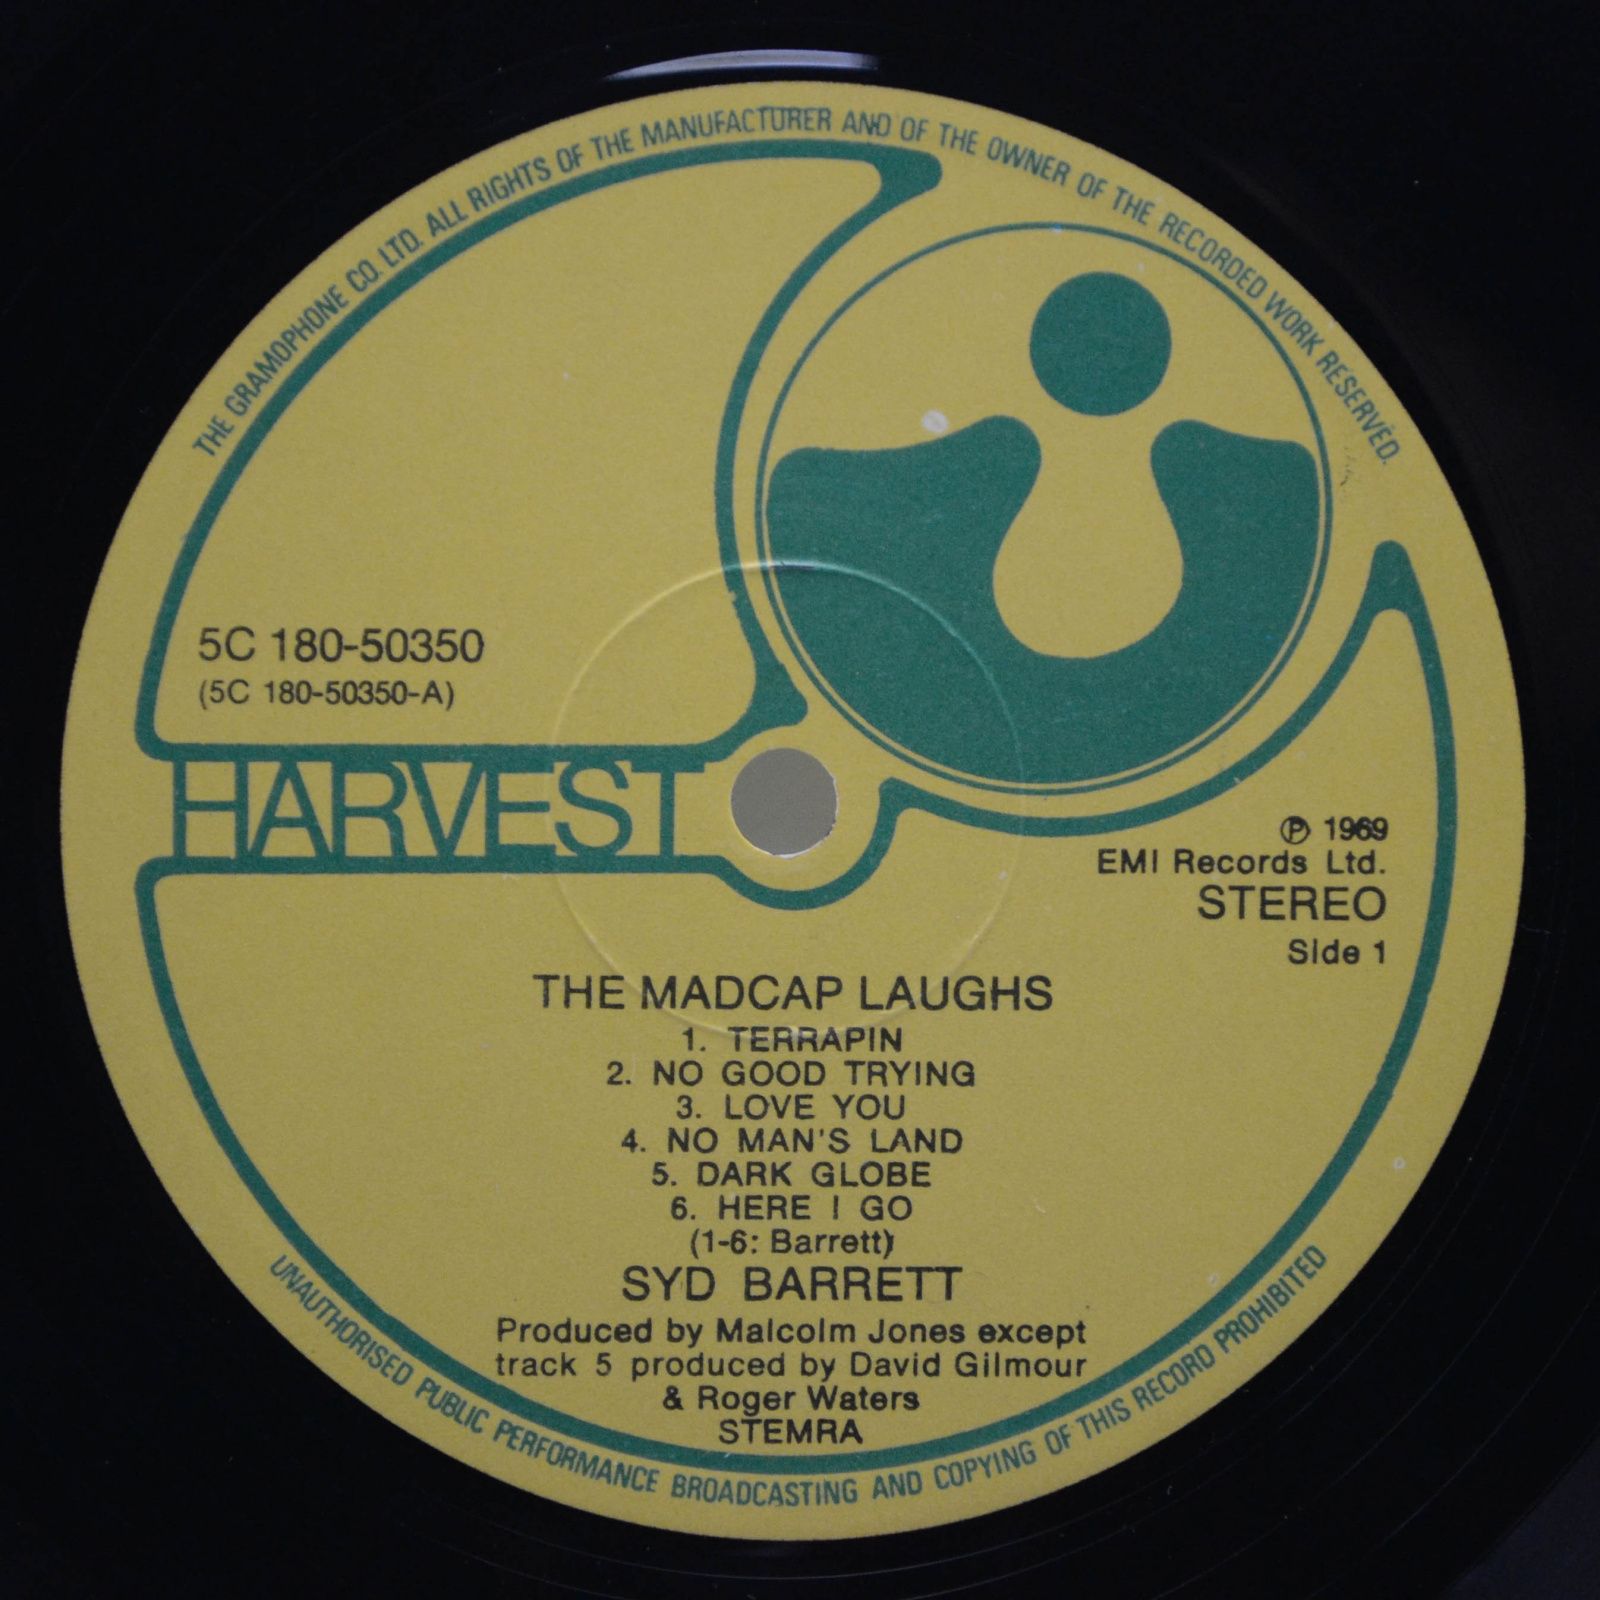 THE GRAMOPHONE CO. LTD. ALL RIGHTS OF THE MANUFACTURER AND OF THE OWNER OF THE RECORDED WORK RESERVED.
5C 180-50350
(5C 180-50350-A)
HARVEST
℗ 1969
EMI Records Ltd.
STEREO
Side 1
THE MADCAP LAUGHS
1. TERRAPIN
2. NO GOOD TRYING
3. LOVE YOU
4. NO MAN'S LAND
5. DARK GLOBE
6. HERE I GO
(1-6: Barrett)
SYD BARRETT
Produced by Malcolm Jones except
track 5 produced by David Gilmour
& Roger Waters
STEMRA
UNAUTHORISED PUBLIC PERFORMANCE BROADCASTING AND COPYING OF THIS RECORD PROHIBITED